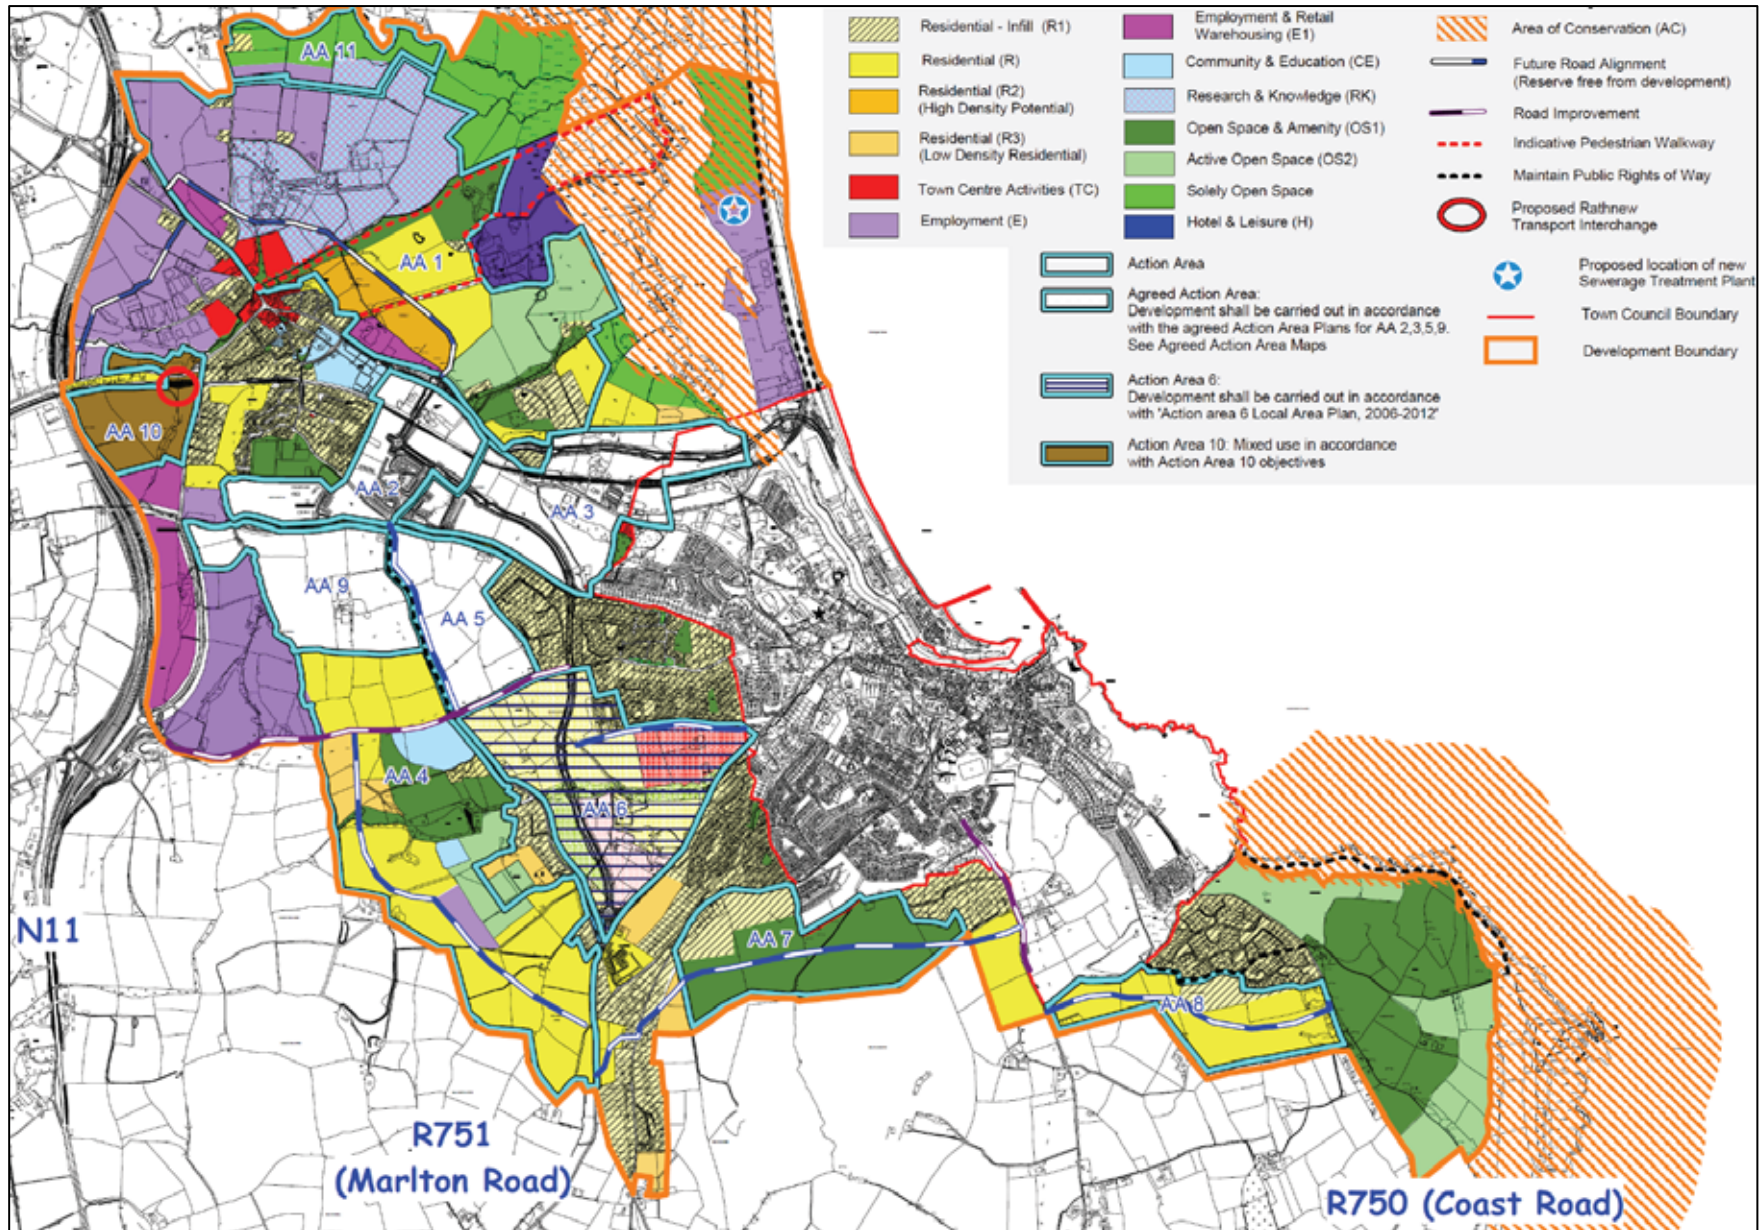 Residential - Infill (R1)
Residential (R)
Residential (R2)
(High Density Potential)
Residential (R3)
(Low Density Residential)
Town Centre Activities (TC)
Employment (E)
Employment & Retail
Warehousing (E1)
Community & Education (CE)
Research & Knowledge (RK)
Open Space & Amenity (OS1)
Active Open Space (OS2)
Solely Open Space
Hotel & Leisure (H)
Area of Conservation (AC)
Future Road Alignment
(Reserve free from development)
Road Improvement
Indicative Pedestrian Walkway
Maintain Public Rights of Way
Proposed Rathnew
Transport Interchange
Action Area
Agreed Action Area:
Development shall be carried out in accordance
with the agreed Action Area Plans for AA 2,3,5,9.
See Agreed Action Area Maps
Action Area 6:
Development shall be carried out in accordance
with 'Action area 6 Local Area Plan, 2006-2012'
Action Area 10: Mixed use in accordance
with Action Area 10 objectives
Proposed location of new
Sewerage Treatment Plant
Town Council Boundary
Development Boundary
AA 11
AA 1
AA 10
AA 2
AA 3
AA 9
AA 5
AA 4
AA 6
AA 7
AA 8
N11
R751
(Marlton Road)
R750 (Coast Road)